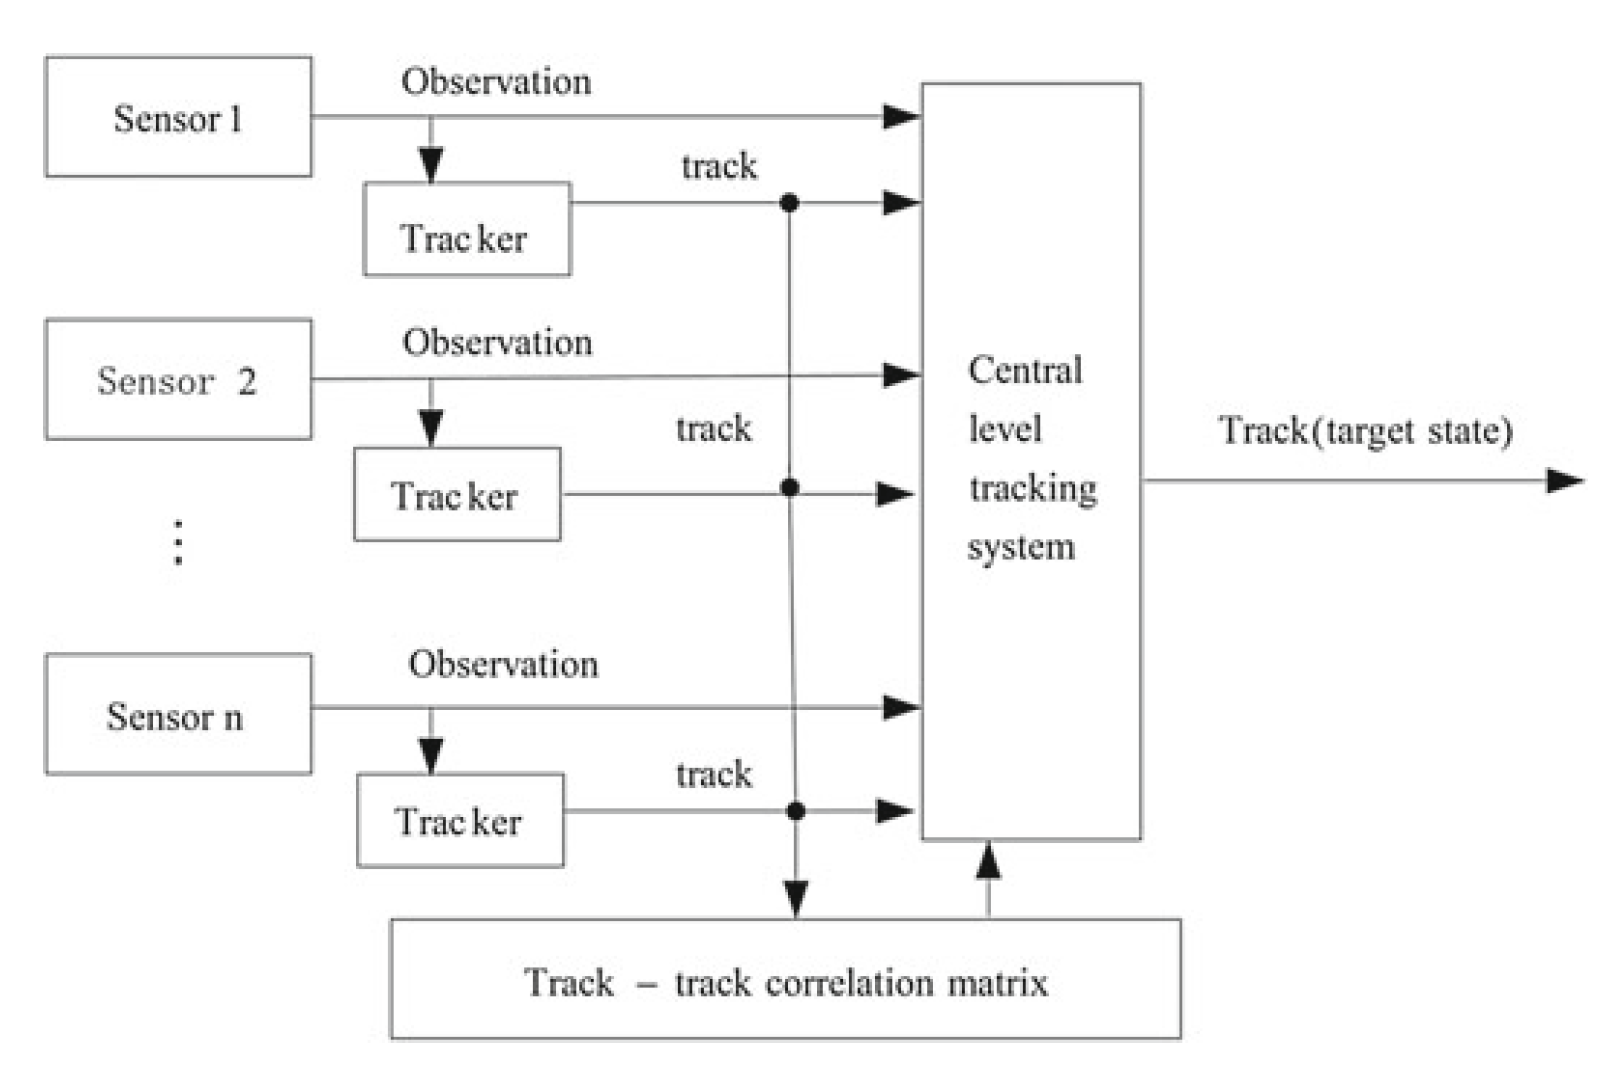 Observation
Sensor 1
track
Tracker
Observation
Sensor 2
track
Tracker
Central
level
tracking
system
Track(target state)
Observation
Sensor n
track
Tracker
Track – track correlation matrix